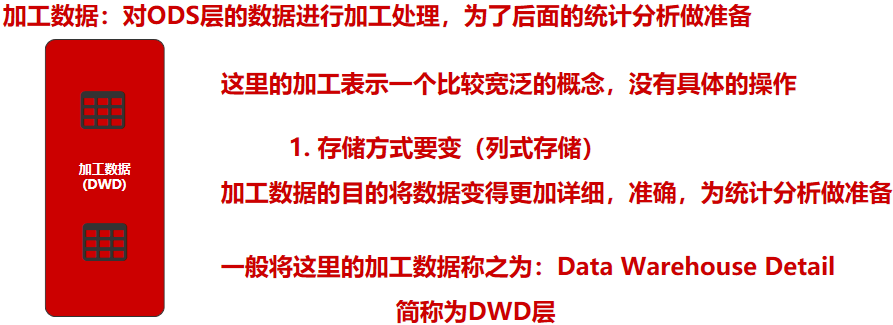 加工数据：对ODS层的数据进行加工处理，为了后面的统计分析做准备
这里的加工表示一个比较宽泛的概念，没有具体的操作
1. 存储方式要变（列式存储）
加工数据
(DWD)
加工数据的目的将数据变得更加详细，准确，为统计分析做准备
一般将这里的加工数据称之为：Data Warehouse Detail
简称为DWD层